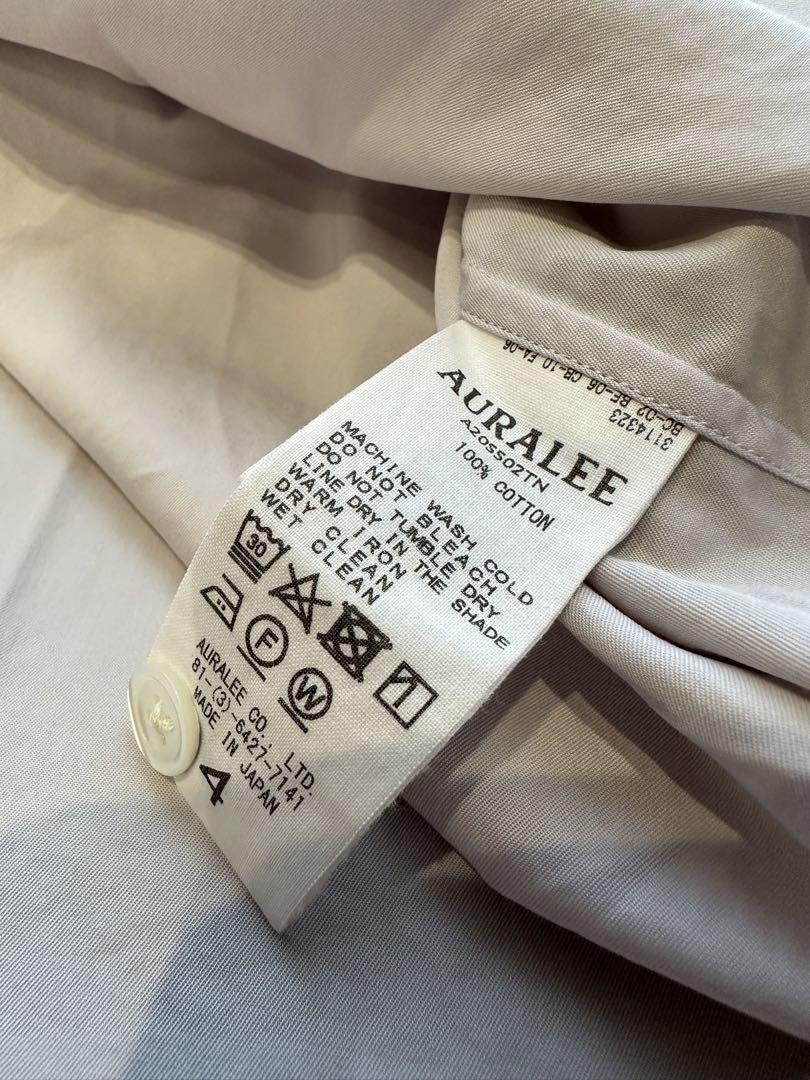 3114323
BC-02 BE-06 CB-10 EA-06
AURALEE
A20SS02TN
100% COTTON
MACHINE WASH COLD
DO NOT BLEACH
DO NOT TUMBLE DRY
LINE DRY IN THE SHADE
WARM IRON
DRY CLEAN
WET CLEAN
30
F
W
AURALEE CO., LTD.
81-(3)-6427-7141
MADE IN JAPAN
4